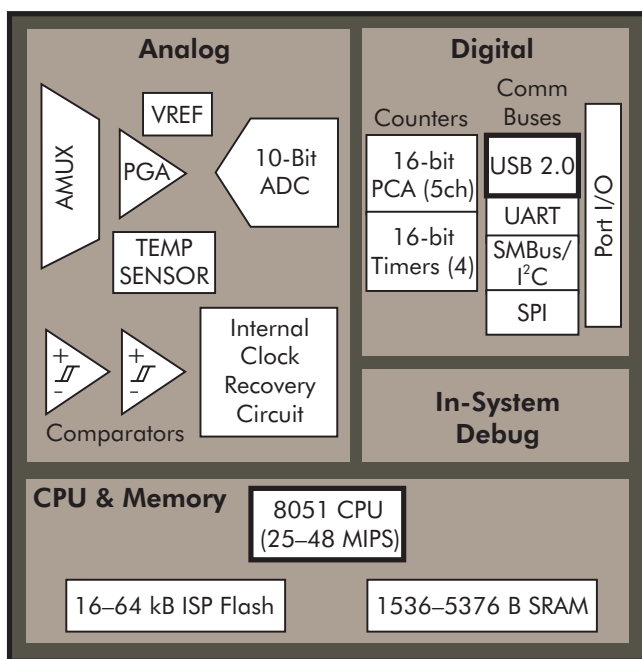 Analog
AMUX
VREF
PGA
10-Bit
ADC
TEMP
SENSOR
+
-
+
-
Comparators
Internal
Clock
Recovery
Circuit
Digital
Counters
16-bit
PCA (5ch)
16-bit
Timers (4)
Comm
Buses
USB 2.0
UART
SMBus/
I²C
SPI
Port I/O
In-System
Debug
CPU & Memory
8051 CPU
(25–48 MIPS)
16–64 kB ISP Flash
1536–5376 B SRAM